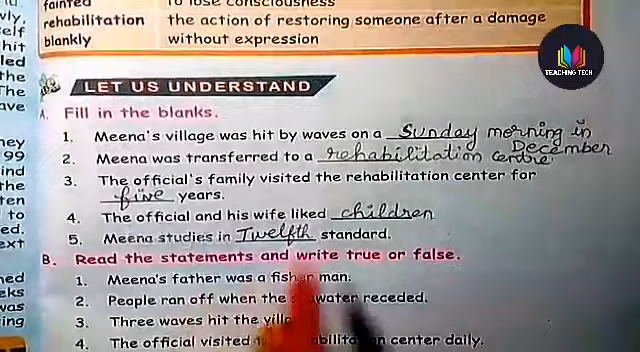 fainted to lose consciousness
rehabilitation the action of restoring someone after a damage
blankly without expression
TEACHING TECH
LET US UNDERSTAND
A. Fill in the blanks.
1. Meena's village was hit by waves on a Sunday morning in December
2. Meena was transferred to a rehabilitation centre.
3. The official's family visited the rehabilitation center for
five years.
4. The official and his wife liked children
5. Meena studies in Twelfth standard.
B. Read the statements and write true or false.
1. Meena's father was a fisher man.
2. People ran off when the water receded.
3. Three waves hit the
4. The official visited center daily.